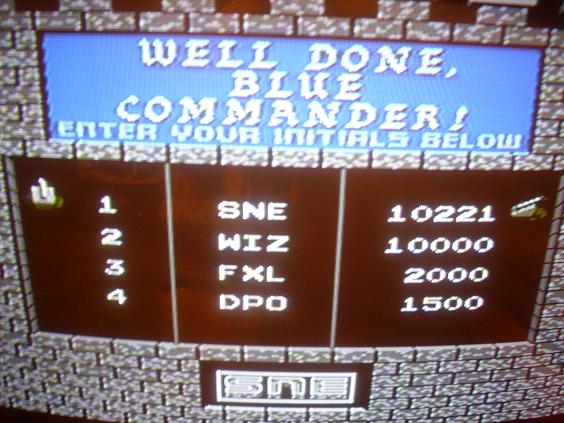 WELL DONE,
BLUE
COMMANDER!
ENTER YOUR INITIALS BELOW
1 SNE 10221
2 WIZ 10000
3 FXL 2000
4 DPO 1500
SNE